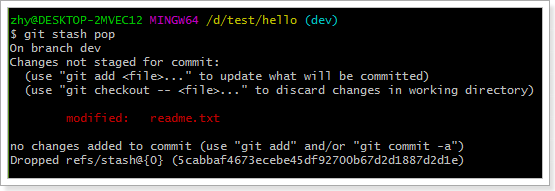 zhy@DESKTOP-2MVEC12 MINGW64 /d/test/hello (dev)
$ git stash pop
On branch dev
Changes not staged for commit:
  (use "git add <file>..." to update what will be committed)
  (use "git checkout -- <file>..." to discard changes in working directory)

        modified:   readme.txt

no changes added to commit (use "git add" and/or "git commit -a")
Dropped refs/stash@{0} (5cabbaf4673ecebe45df92700b67d2d1887d2d1e)